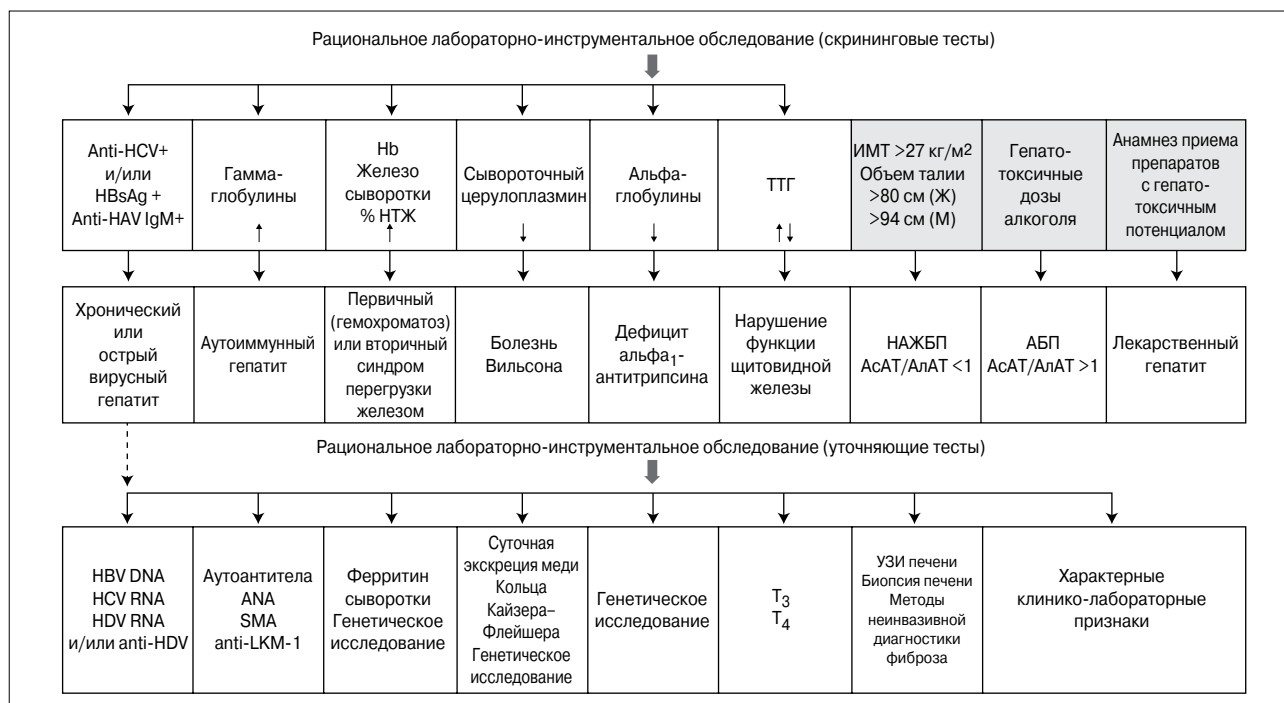 Рациональное лабораторно-инструментальное обследование (скрининговые тесты)
Anti-HCV+
и/или
HBsAg +
Anti-HAV IgM+
Гамма-
глобулины
↑
Hb
Железо
сыворотки
% НТЖ
↑
Сывороточный
церулоплазмин
↓
Альфа-
глобулины
↓
ТТГ
↑↓
ИМТ >27 кг/м²
Объем талии
>80 см (Ж)
>94 см (М)
Гепато-
токсичные
дозы
алкоголя
Анамнез приема
препаратов
с гепато-
токсичным
потенциалом
Хронический
или
острый
вирусный
гепатит
Аутоиммунный
гепатит
Первичный
(гемохроматоз)
или вторичный
синдром
перегрузки
железом
Болезнь
Вильсона
Дефицит
альфа₁-
антитрипсина
Нарушение
функции
щитовидной
железы
НАЖБП
АсАТ/АлАТ <1
АБП
АсАТ/АлАТ >1
Лекарственный
гепатит
Рациональное лабораторно-инструментальное обследование (уточняющие тесты)
HBV DNA
HCV RNA
HDV RNA
и/или anti-HDV
Аутоантитела
ANA
SMA
anti-LKM-1
Ферритин
сыворотки
Генетическое
исследование
Суточная
экскреция меди
Кольца
Кайзера–
Флейшера
Генетическое
исследование
Генетическое
исследование
T₃
T₄
УЗИ печени
Биопсия печени
Методы
неинвазивной
диагностики
фиброза
Характерные
клинико-лабораторные
признаки